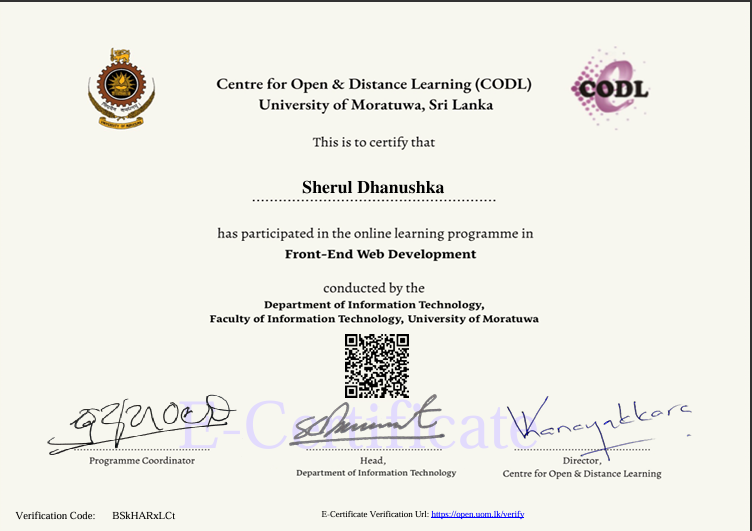 Centre for Open & Distance Learning (CODL)
University of Moratuwa, Sri Lanka
CODL
This is to certify that
Sherul Dhanushka
has participated in the online learning programme in
Front-End Web Development
conducted by the
Department of Information Technology,
Faculty of Information Technology, University of Moratuwa
E-Certificate
Programme Coordinator
Head,
Department of Information Technology
Director,
Centre for Open & Distance Learning
Verification Code: BSkHARxLCt
E-Certificate Verification Url: https://open.uom.lk/verify